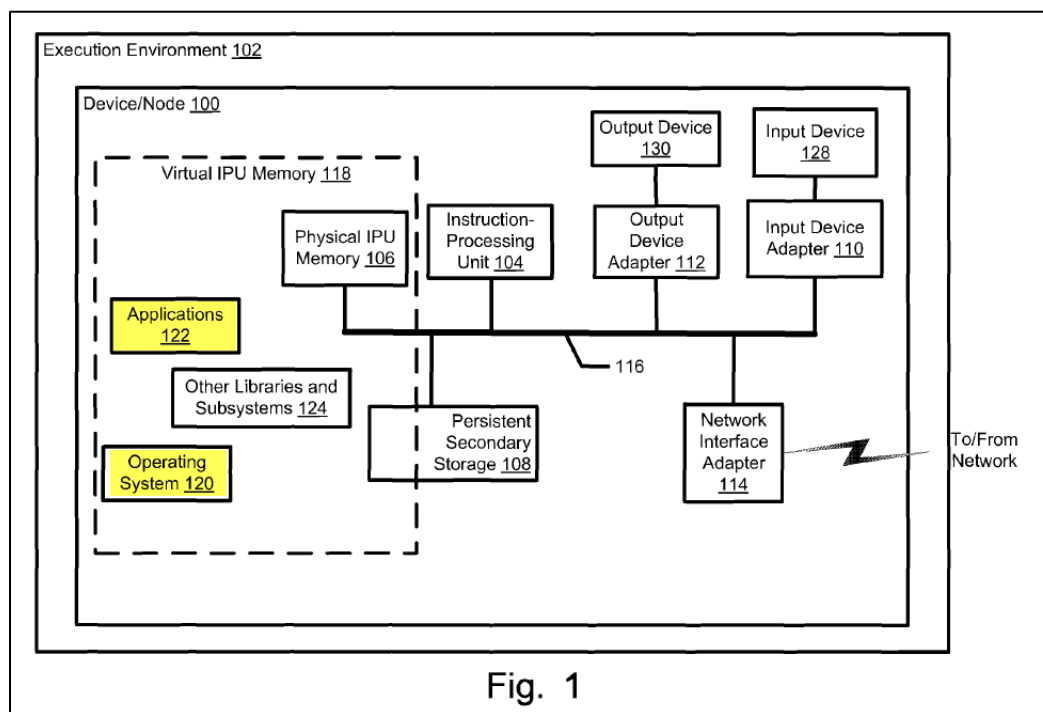 Execution Environment 102
Device/Node 100
Output Device
130
Input Device
128
Virtual IPU Memory 118
Physical IPU
Memory 106
Instruction-
Processing
Unit 104
Output
Device
Adapter 112
Input Device
Adapter 110
Applications
122
116
Other Libraries and
Subsystems 124
Persistent
Secondary
Storage 108
Network
Interface
Adapter
114
To/From
Network
Operating
System 120
Fig. 1